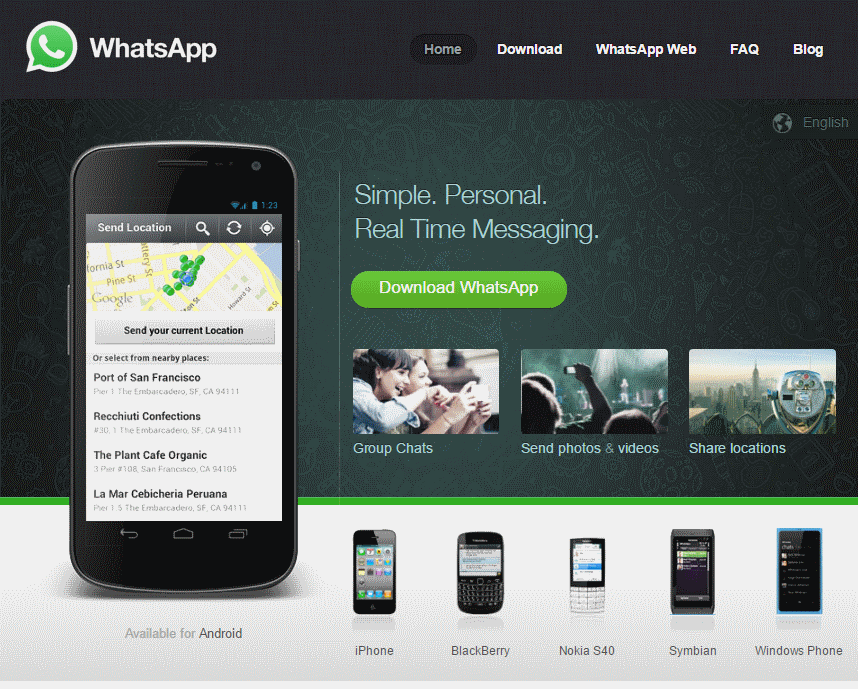 WhatsApp
Home
Download
WhatsApp Web
FAQ
Blog
English
1:23
Send Location
fornia St
Battery St
Pine St
Howard St
Google
Send your current Location
Or select from nearby places:
Port of San Francisco
Pier 1 The Embarcadero, SF, CA 94111
Recchiuti Confections
#30, 1 The Embarcadero, SF, CA 94111
The Plant Cafe Organic
3 Pier #108, San Francisco, CA 94105
La Mar Cebicheria Peruana
Pier 1.5 The Embarcadero, SF, CA 94111
Simple. Personal.
Real Time Messaging.
Download WhatsApp
Group Chats
Send photos & videos
Share locations
Available for Android
iPhone
BlackBerry
Nokia S40
Symbian
Windows Phone